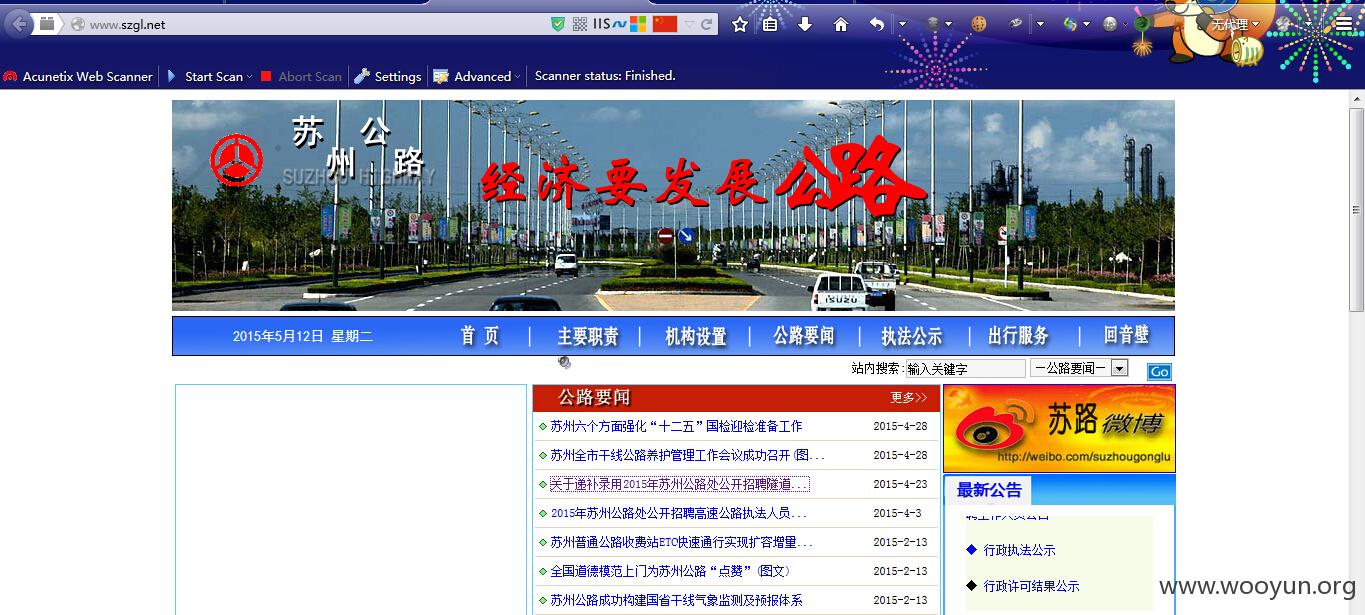 www.szgl.net
IIS
无代理
Acunetix Web Scanner
Start Scan
Abort Scan
Settings
Advanced
Scanner status: Finished.
苏州公路
SUZHOU HIGHWAY
经济要发展公路
ISUZU
2015年5月12日 星期二
首 页
主要职责
机构设置
公路要闻
执法公示
出行服务
回音壁
站内搜索:
输入关键字
－公路要闻－
Go
公路要闻
更多>>
苏州六个方面强化“十二五”国检迎检准备工作 2015-4-28
苏州全市干线公路养护管理工作会议成功召开(图... 2015-4-28
关于递补录用2015年苏州公路处公开招聘隧道... 2015-4-23
2015年苏州公路处公开招聘高速公路执法人员... 2015-4-3
苏州普通公路收费站ETC快速通行实现扩容增量... 2015-2-13
全国道德模范上门为苏州公路“点赞”(图文) 2015-2-13
苏州公路成功构建国省干线气象监测及预报体系 2015-2-13
苏路微博
http://weibo.com/suzhougonglu
最新公告
行政执法公示
行政许可结果公示
www.wooyun.org